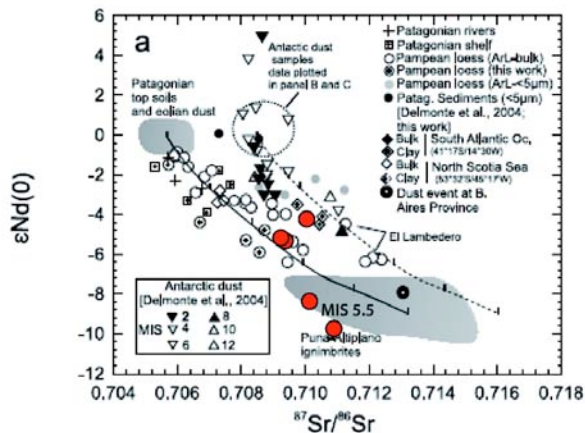 a
+ Patagonian rivers
Patagonian shelf
Pampean loess (ArL-bulk)
Pampean loess (this work)
Pampean loess (ArL-<5μm)
Patag. Sediments (<5μm)
[Delmonte et al., 2004;
this work]
Bulk South Atlantic Oc,
Clay (41°17S/14°30W)
Bulk North Scotia Sea
Clay
Dust event at B.
Aires Province
Antactic dust
samples
data plotted
in panel B and C
Patagonian
top soils
and eolian dust
El Lambedero
Antarctic dust
[Delmonte et al., 2004]
MIS
2 8
4 10
6 12
MIS 5.5
Puna-Altiplano
ignimbrites
εNd(0)
6
4
2
0
-2
-4
-6
-8
-10
-12
0.704 0.706 0.708 0.710 0.712 0.714 0.716 0.718
87Sr/86Sr